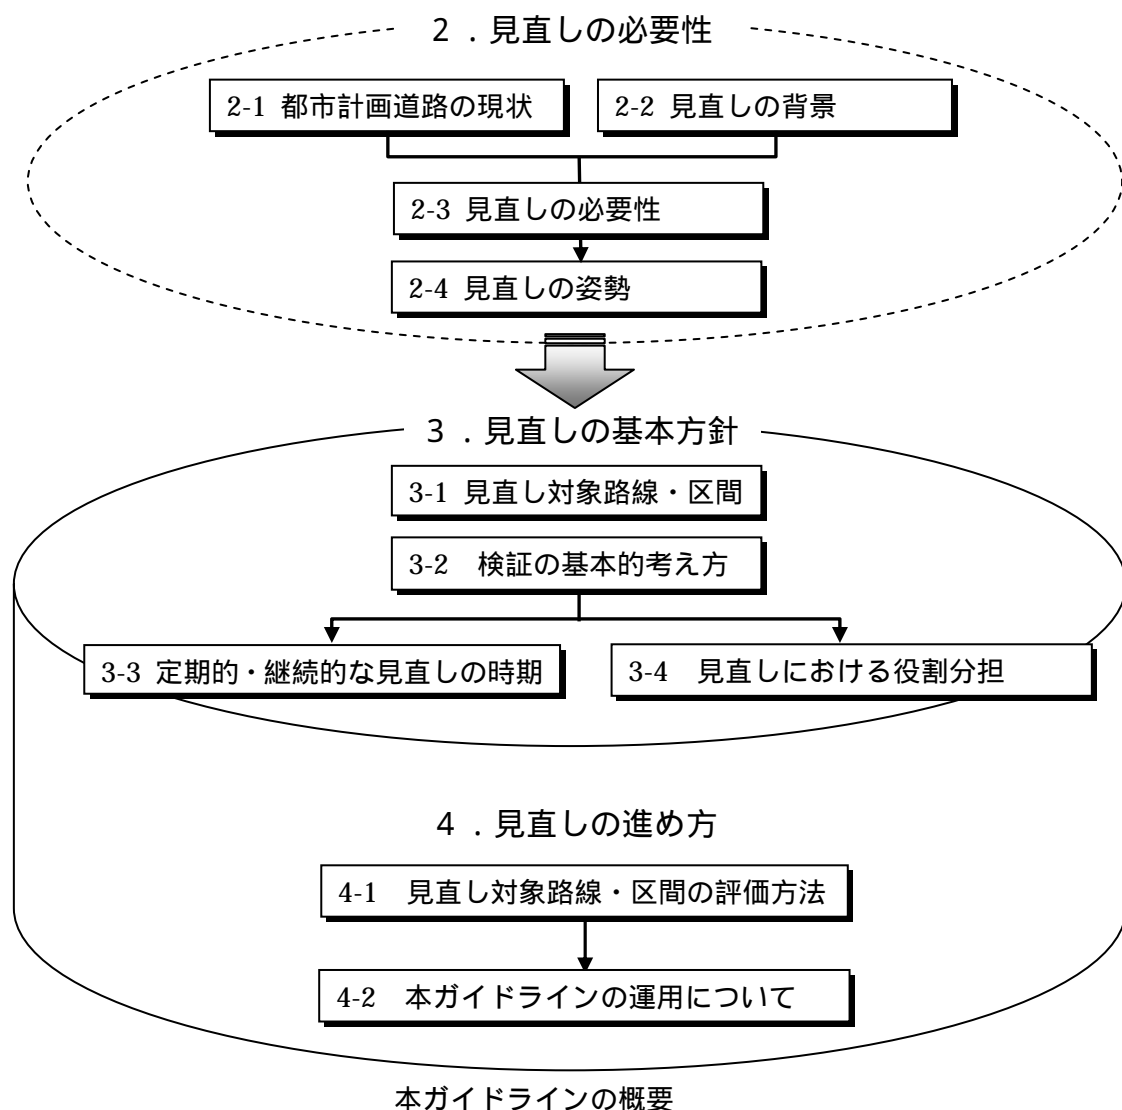 2．見直しの必要性
2-1 都市計画道路の現状
2-2 見直しの背景
2-3 見直しの必要性
2-4 見直しの姿勢
3．見直しの基本方針
3-1 見直し対象路線・区間
3-2　検証の基本的考え方
3-3 定期的・継続的な見直しの時期
3-4　見直しにおける役割分担
4．見直しの進め方
4-1　見直し対象路線・区間の評価方法
4-2　本ガイドラインの運用について
本ガイドラインの概要